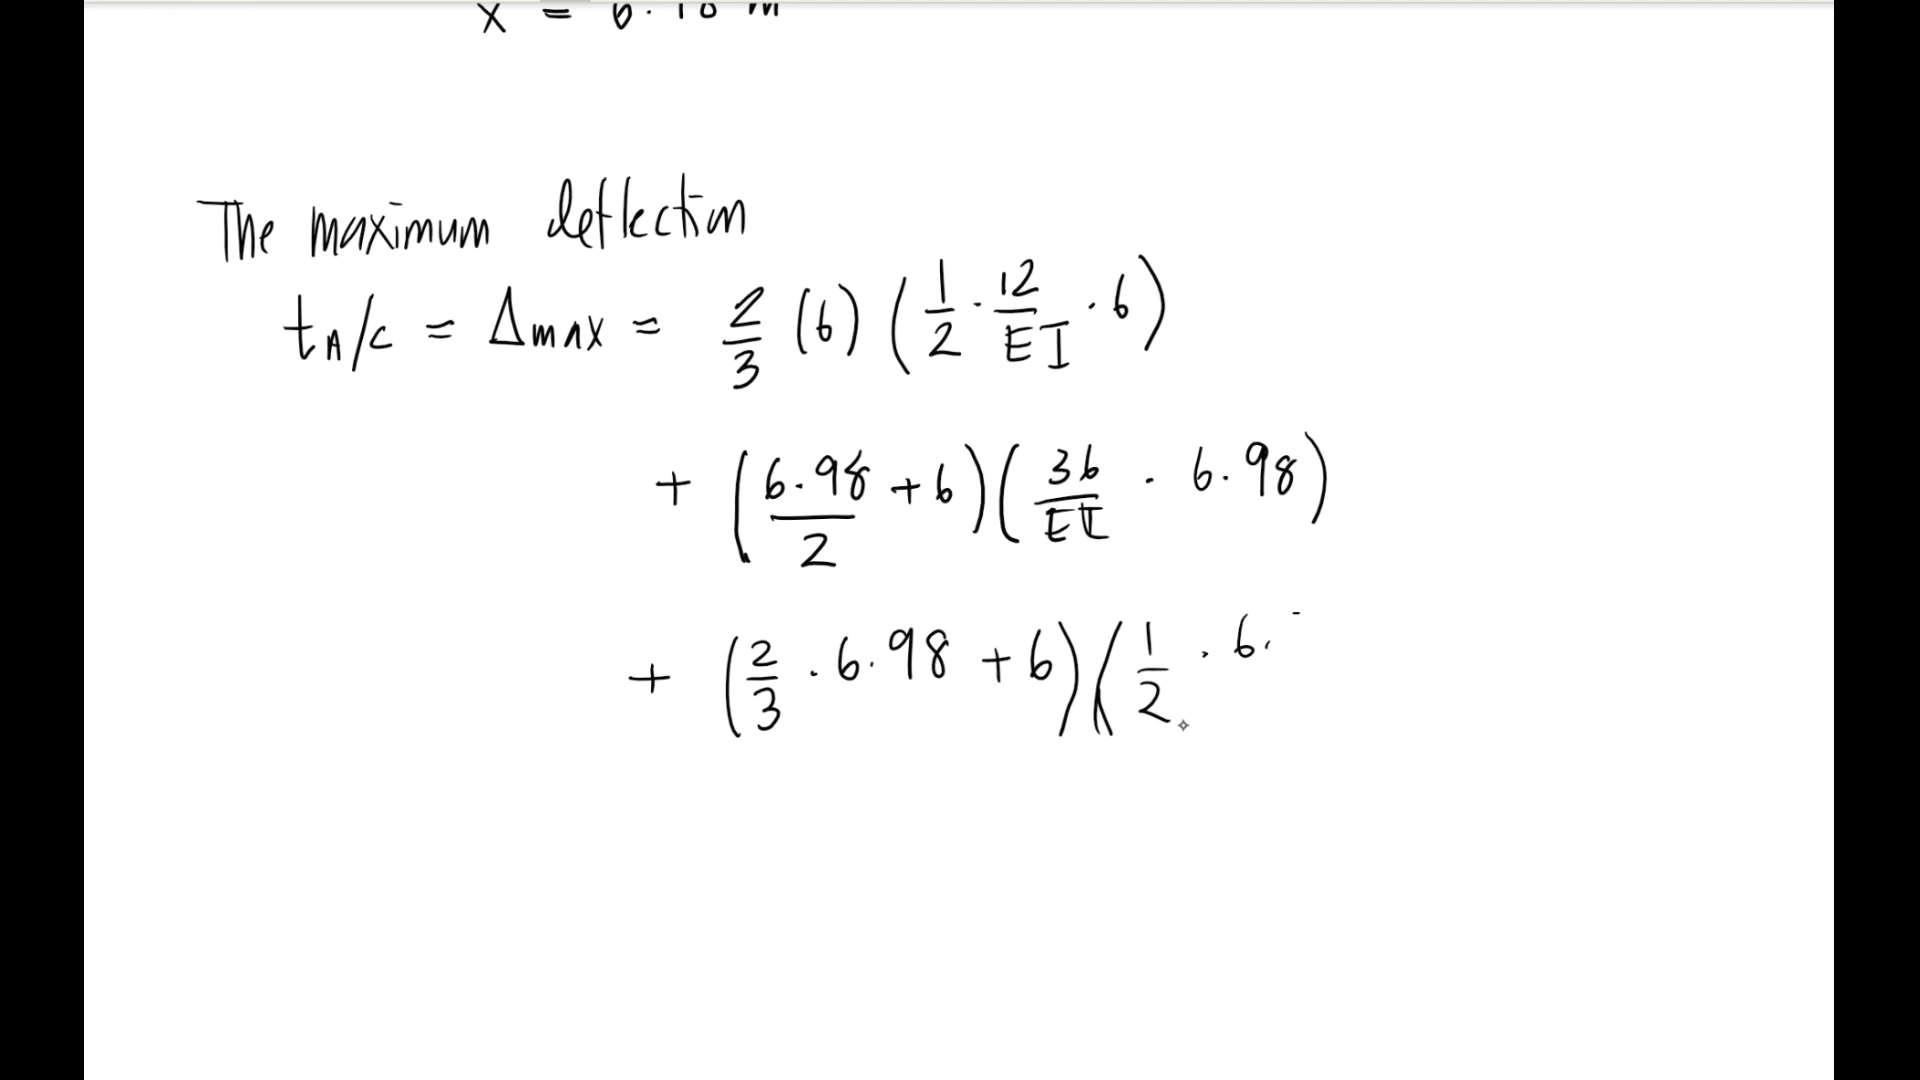 The maximum deflection
tA/C = Δmax = 2/3 (6) (1/2 · 12/EI · 6)
+ (6.98/2 + 6)(36/EI · 6.98)
+ (2/3 · 6.98 + 6)(1/2 · 6.